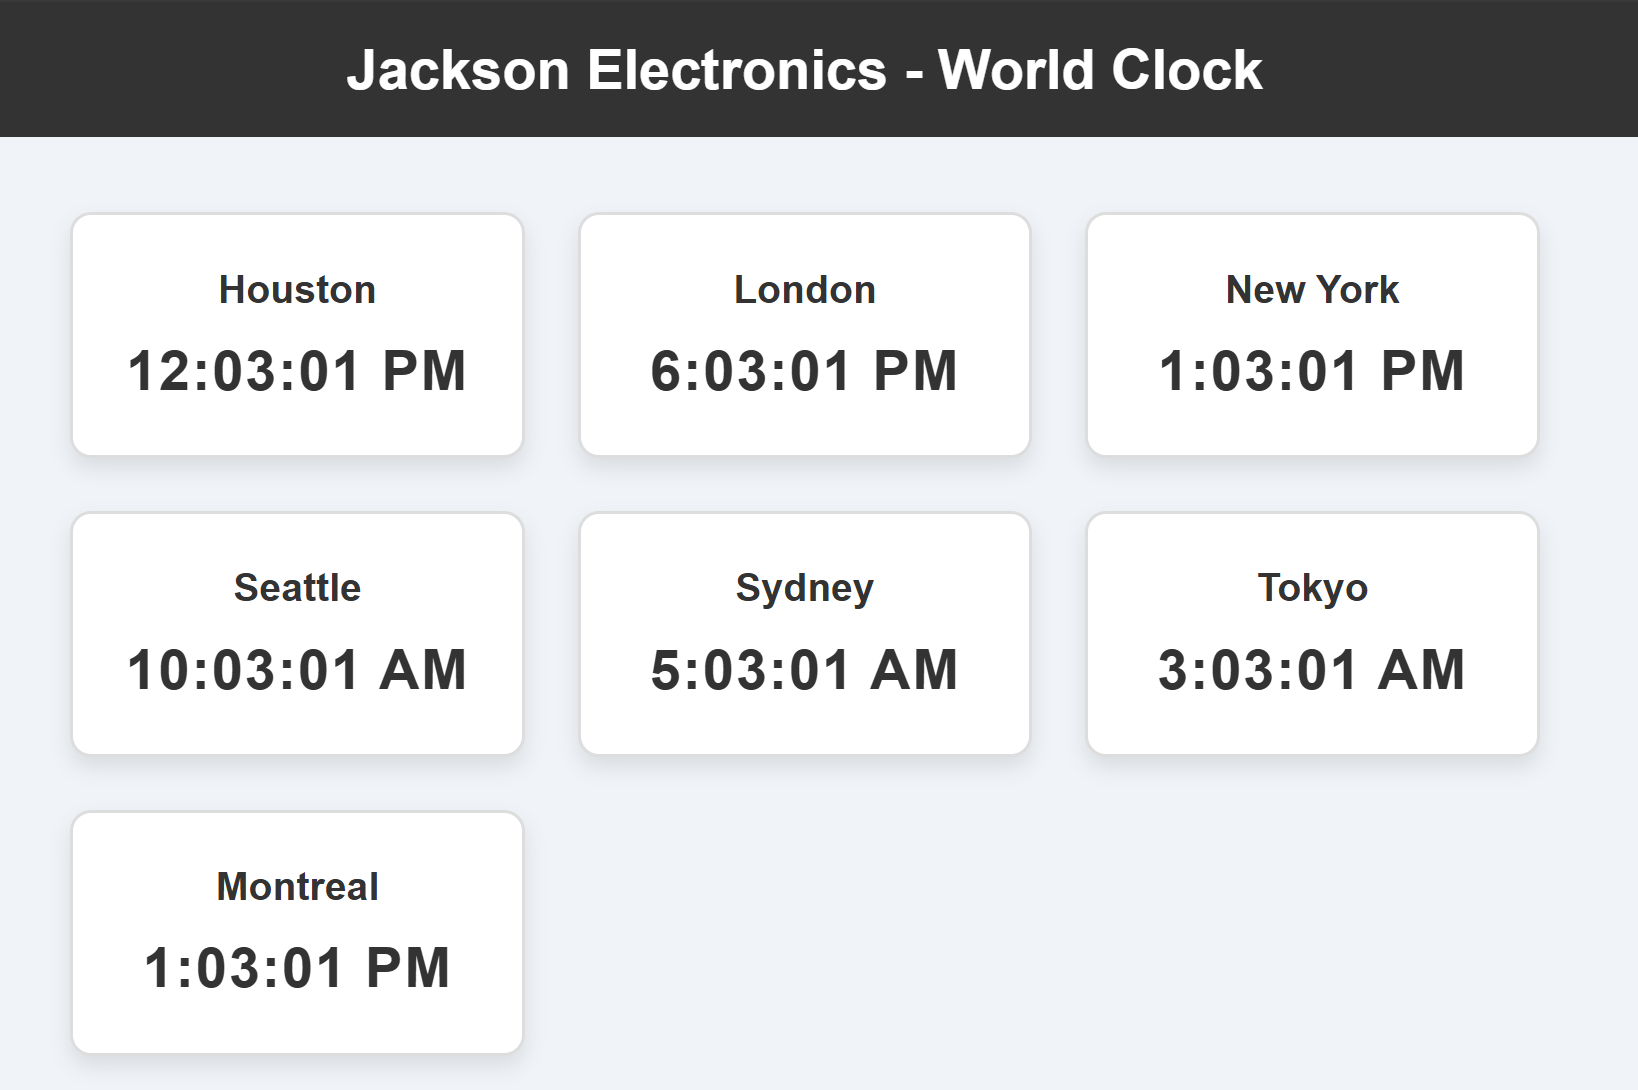 Jackson Electronics - World Clock
Houston
12:03:01 PM
London
6:03:01 PM
New York
1:03:01 PM
Seattle
10:03:01 AM
Sydney
5:03:01 AM
Tokyo
3:03:01 AM
Montreal
1:03:01 PM